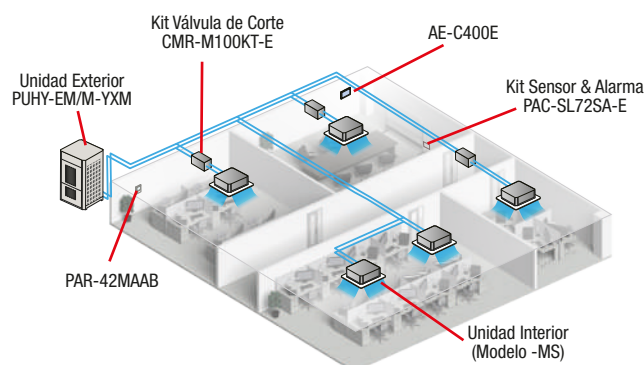 Kit Válvula de Corte
CMR-M100KT-E
AE-C400E
Unidad Exterior
PUHY-EM/M-YXM
Kit Sensor & Alarma
PAC-SL72SA-E
PAR-42MAAB
Unidad Interior
(Modelo -MS)